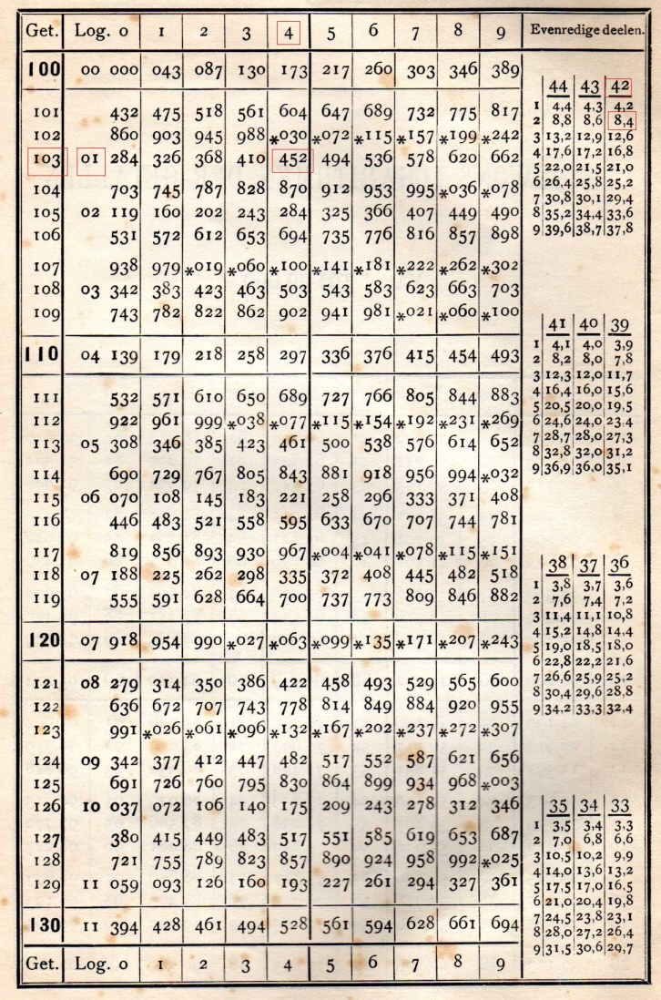 Get. Log. 0 1 2 3 4 5 6 7 8 9 Evenredige deelen.
100 00 000 043 087 130 173 217 260 303 346 389
44 43 42
101 432 475 518 561 604 647 689 732 775 817 1 4,4 4,3 4,2
102 860 903 945 988 *030 *072 *115 *157 *199 *242 2 8,8 8,6 8,4
3 13,2 12,9 12,6
103 01 284 326 368 410 452 494 536 578 620 662 4 17,6 17,2 16,8
5 22,0 21,5 21,0
104 703 745 787 828 870 912 953 995 *036 *078 6 26,4 25,8 25,2
7 30,8 30,1 29,4
105 02 119 160 202 243 284 325 366 407 449 490 8 35,2 34,4 33,6
106 531 572 612 653 694 735 776 816 857 898 9 39,6 38,7 37,8
107 938 979 *019 *060 *100 *141 *181 *222 *262 *302
108 03 342 383 423 463 503 543 583 623 663 703
109 743 782 822 862 902 941 981 *021 *060 *100
41 40 39
1 4,1 4,0 3,9
110 04 139 179 218 258 297 336 376 415 454 493 2 8,2 8,0 7,8
3 12,3 12,0 11,7
111 532 571 610 650 689 727 766 805 844 883 4 16,4 16,0 15,6
5 20,5 20,0 19,5
112 922 961 999 *038 *077 *115 *154 *192 *231 *269 6 24,6 24,0 23,4
7 28,7 28,0 27,3
113 05 308 346 385 423 461 500 538 576 614 652 8 32,8 32,0 31,2
9 36,9 36,0 35,1
114 690 729 767 805 843 881 918 956 994 *032
115 06 070 108 145 183 221 258 296 333 371 408
116 446 483 521 558 595 633 670 707 744 781
117 819 856 893 930 967 *004 *041 *078 *115 *151
38 37 36
118 07 188 225 262 298 335 372 408 445 482 518 1 3,8 3,7 3,6
119 555 591 628 664 700 737 773 809 846 882 2 7,6 7,4 7,2
3 11,4 11,1 10,8
4 15,2 14,8 14,4
120 07 918 954 990 *027 *063 *099 *135 *171 *207 *243 5 19,0 18,5 18,0
6 22,8 22,2 21,6
121 08 279 314 350 386 422 458 493 529 565 600 7 26,6 25,9 25,2
8 30,4 29,6 28,8
122 636 672 707 743 778 814 849 884 920 955 9 34,2 33,3 32,4
123 991 *026 *061 *096 *132 *167 *202 *237 *272 *307
124 09 342 377 412 447 482 517 552 587 621 656
125 691 726 760 795 830 864 899 934 968 *003
126 10 037 072 106 140 175 209 243 278 312 346
35 34 33
1 3,5 3,4 3,3
127 380 415 449 483 517 551 585 619 653 687 2 7,0 6,8 6,6
128 721 755 789 823 857 890 924 958 992 *025 3 10,5 10,2 9,9
4 14,0 13,6 13,2
129 11 059 093 126 160 193 227 261 294 327 361 5 17,5 17,0 16,5
6 21,0 20,4 19,8
130 11 394 428 461 494 528 561 594 628 661 694 7 24,5 23,8 23,1
8 28,0 27,2 26,4
9 31,5 30,6 29,7
Get. Log. 0 1 2 3 4 5 6 7 8 9